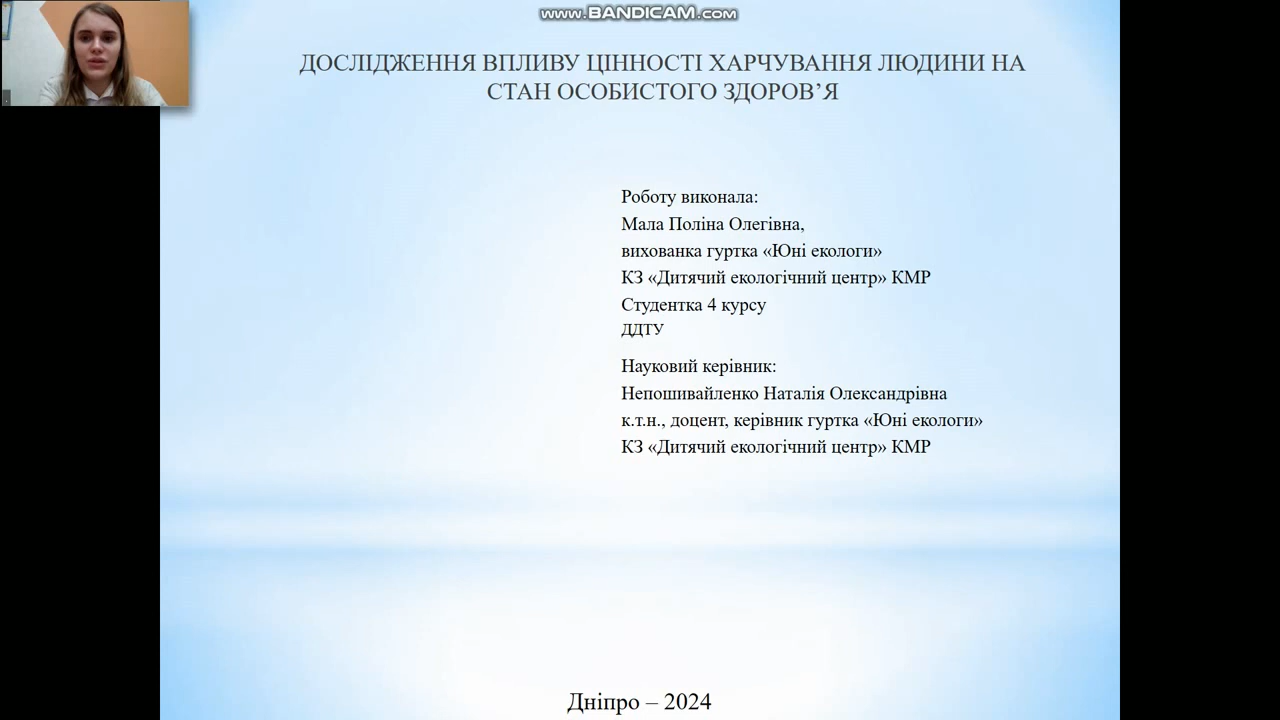 www.BANDICAM.com
ДОСЛІДЖЕННЯ ВПЛИВУ ЦІННОСТІ ХАРЧУВАННЯ ЛЮДИНИ НА
СТАН ОСОБИСТОГО ЗДОРОВ’Я
Роботу виконала:
Мала Поліна Олегівна,
вихованка гуртка «Юні екологи»
КЗ «Дитячий екологічний центр» КМР
Студентка 4 курсу
ДДТУ
Науковий керівник:
Непошивайленко Наталія Олександрівна
к.т.н., доцент, керівник гуртка «Юні екологи»
КЗ «Дитячий екологічний центр» КМР
Дніпро – 2024